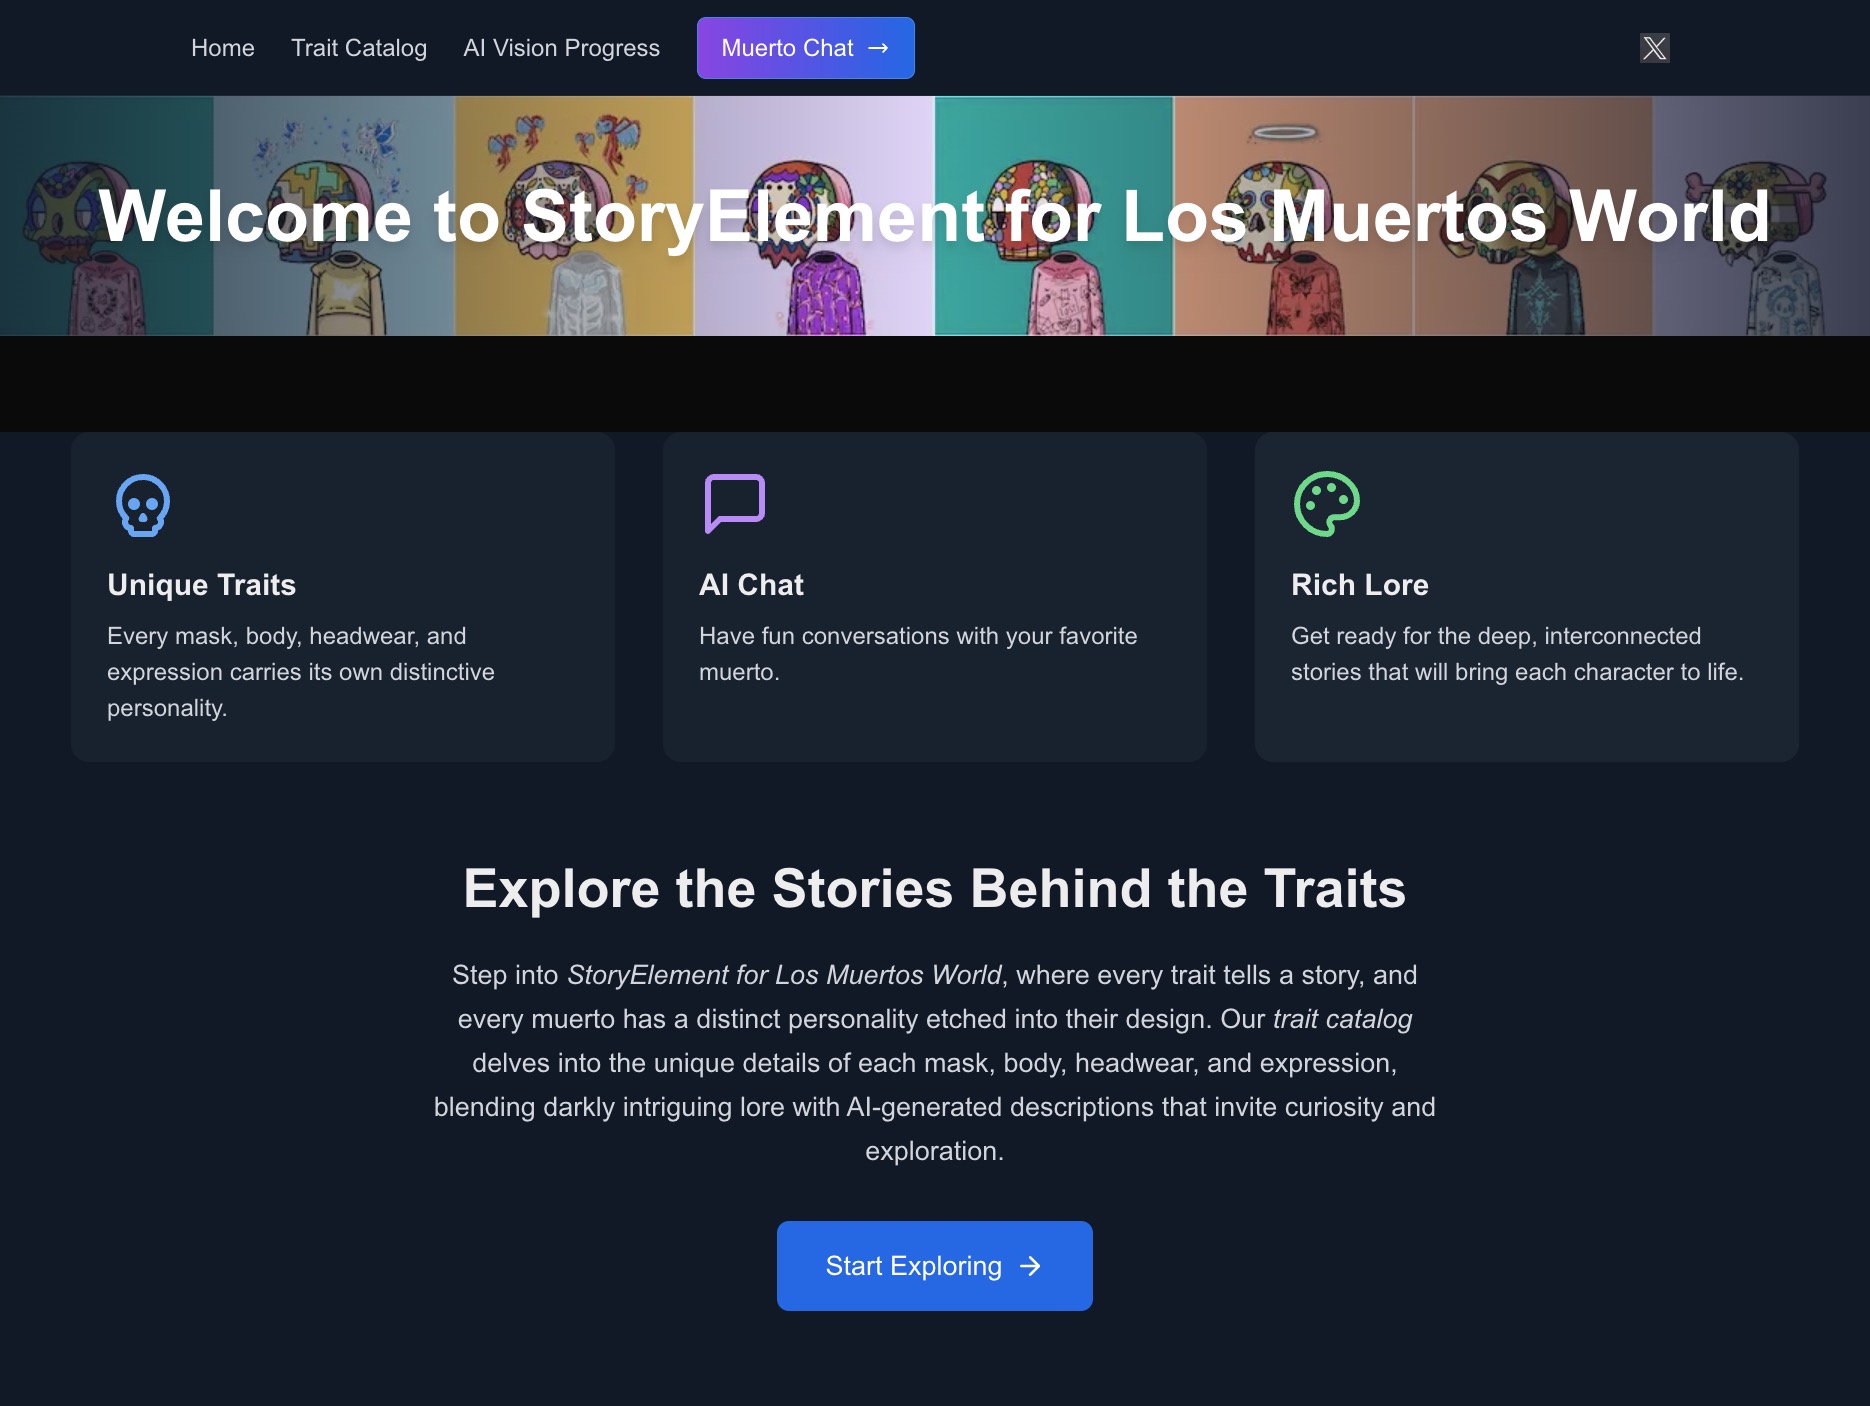 Home Trait Catalog AI Vision Progress Muerto Chat →
Welcome to StoryElement for Los Muertos World
Unique Traits
Every mask, body, headwear, and
expression carries its own distinctive
personality.
AI Chat
Have fun conversations with your favorite
muerto.
Rich Lore
Get ready for the deep, interconnected
stories that will bring each character to life.
Explore the Stories Behind the Traits
Step into StoryElement for Los Muertos World, where every trait tells a story, and
every muerto has a distinct personality etched into their design. Our trait catalog
delves into the unique details of each mask, body, headwear, and expression,
blending darkly intriguing lore with AI-generated descriptions that invite curiosity and
exploration.
Start Exploring →